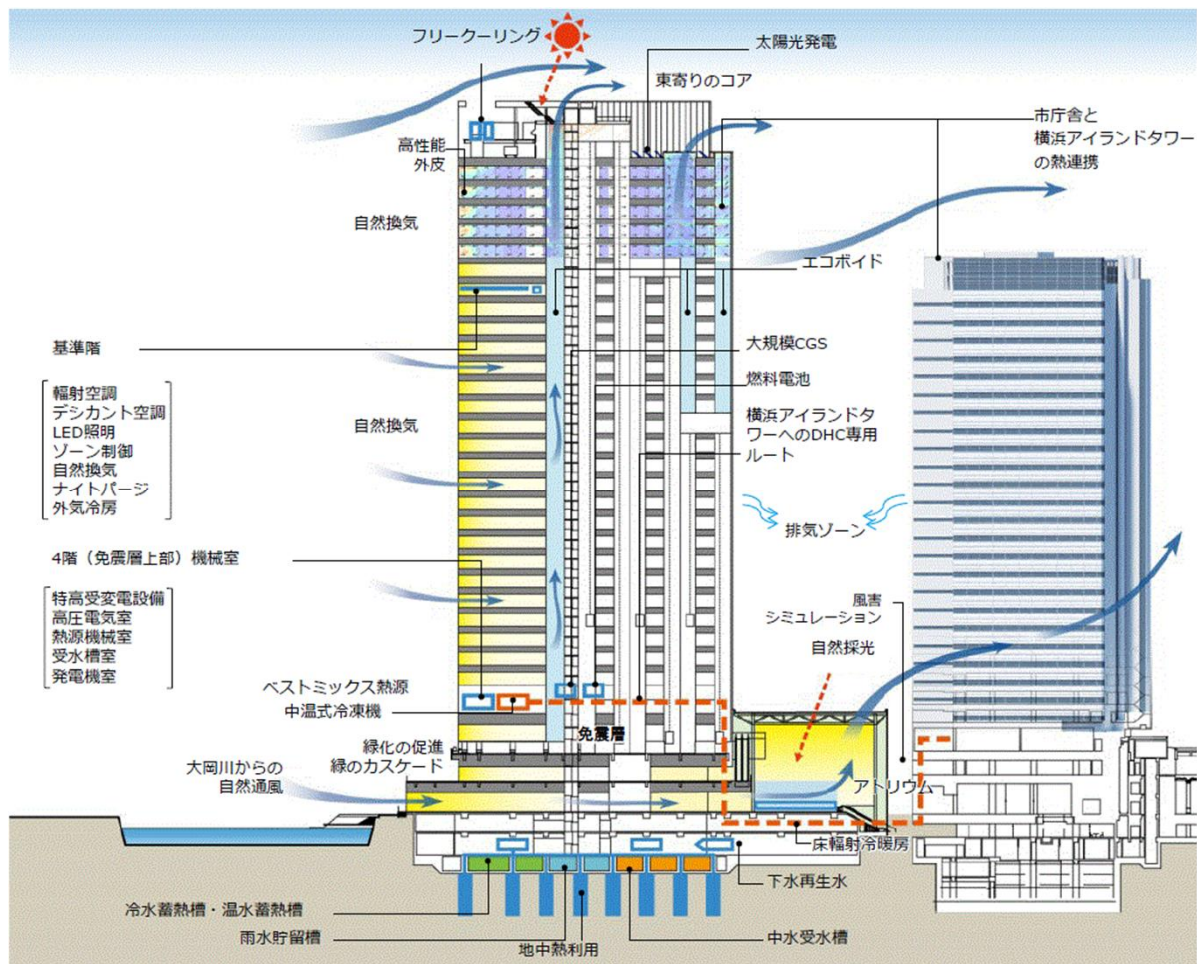 フリークーリング
太陽光発電
東寄りのコア
市庁舎と
横浜アイランドタワー
の熱連携
高性能
外皮
自然換気
エコボイド
基準階
大規模CGS
燃料電池
輻射空調
デシカント空調
LED照明
ゾーン制御
自然換気
ナイトパージ
外気冷房
自然換気
横浜アイランドタ
ワーへのDHC専用
ルート
排気ゾーン
4階（免震層上部）機械室
特高受変電設備
高圧電気室
熱源機械室
受水槽室
発電機室
風害
シミュレーション
自然採光
ベストミックス熱源
中温式冷凍機
免震層
緑化の促進
緑のカスケード
大岡川からの
自然通風
アトリウム
床輻射冷暖房
下水再生水
冷水蓄熱槽・温水蓄熱槽
雨水貯留槽
地中熱利用
中水受水槽